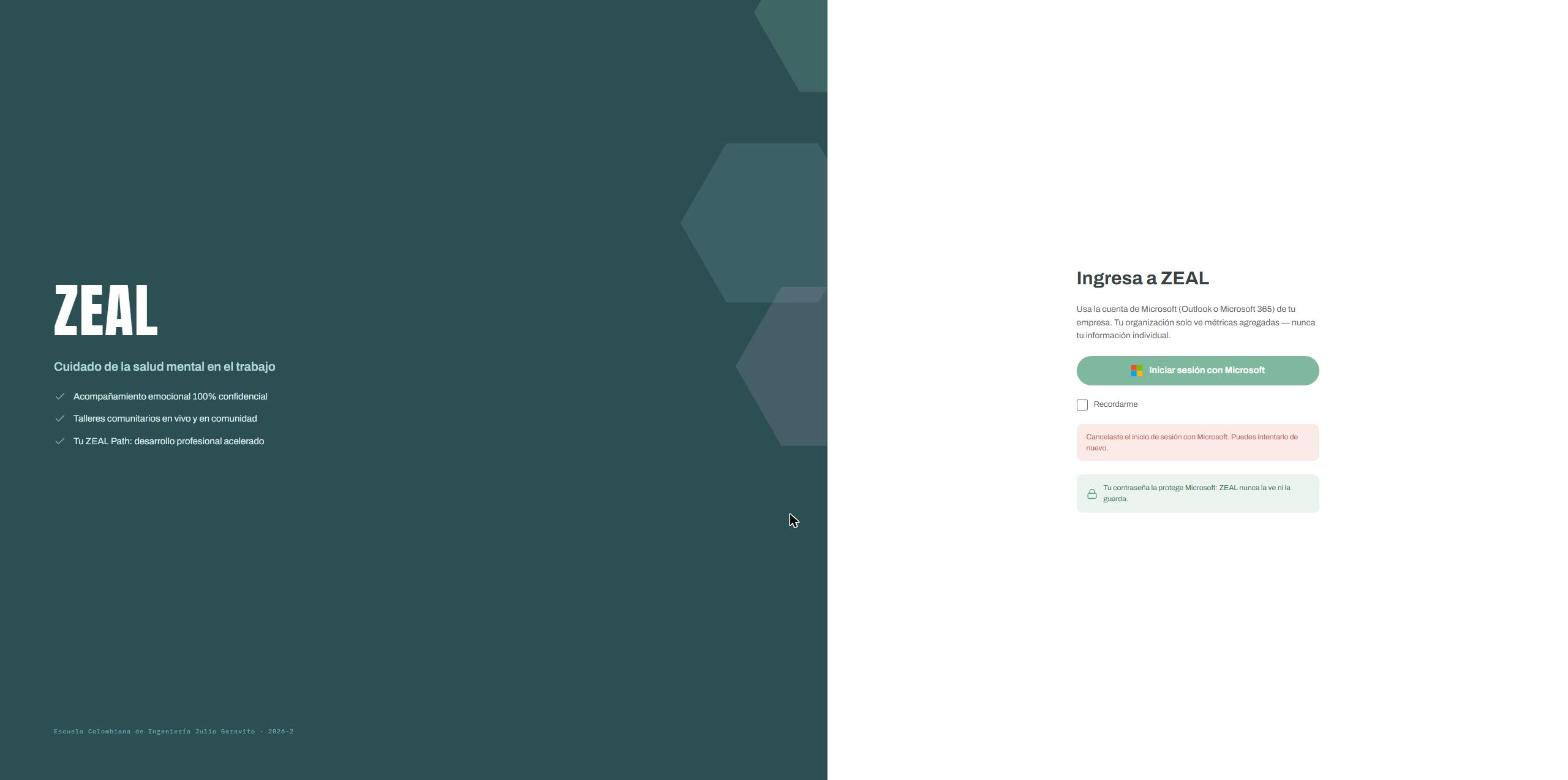 ZEAL
Cuidado de la salud mental en el trabajo
Acompañamiento emocional 100% confidencial
Talleres comunitarios en vivo y en comunidad
Tu ZEAL Path: desarrollo profesional acelerado
Escuela Colombiana de Ingeniería Julio Garavito · 2026-2
Ingresa a ZEAL
Usa la cuenta de Microsoft (Outlook o Microsoft 365) de tu
empresa. Tu organización solo ve métricas agregadas — nunca
tu información individual.
Iniciar sesión con Microsoft
Recordarme
Cancelaste el inicio de sesión con Microsoft. Puedes intentarlo de
nuevo.
Tu contraseña la protege Microsoft: ZEAL nunca la ve ni la
guarda.